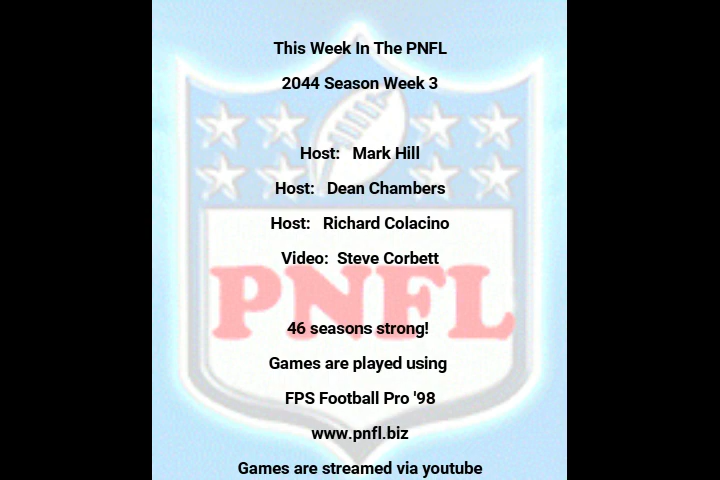 This Week In The PNFL
2044 Season Week 3
Host: Mark Hill
Host: Dean Chambers
Host: Richard Colacino
Video: Steve Corbett
PNFL
46 seasons strong!
Games are played using
FPS Football Pro '98
www.pnfl.biz
Games are streamed via youtube